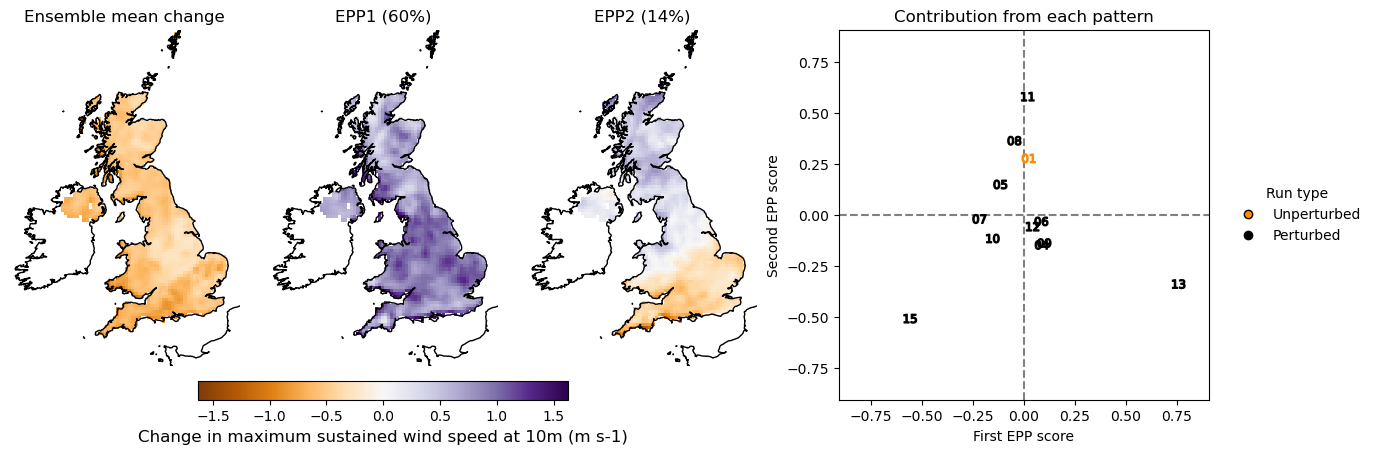 Ensemble mean change
EPP1 (60%)
EPP2 (14%)
−1.5 −1.0 −0.5 0.0 0.5 1.0 1.5
Change in maximum sustained wind speed at 10m (m s-1)
Contribution from each pattern
Second EPP score
0.75
0.50
0.25
0.00
−0.25
−0.50
−0.75
11
08
01
05
07
06
12
10
09
04
13
15
−0.75 −0.50 −0.25 0.00 0.25 0.50 0.75
First EPP score
Run type
Unperturbed
Perturbed